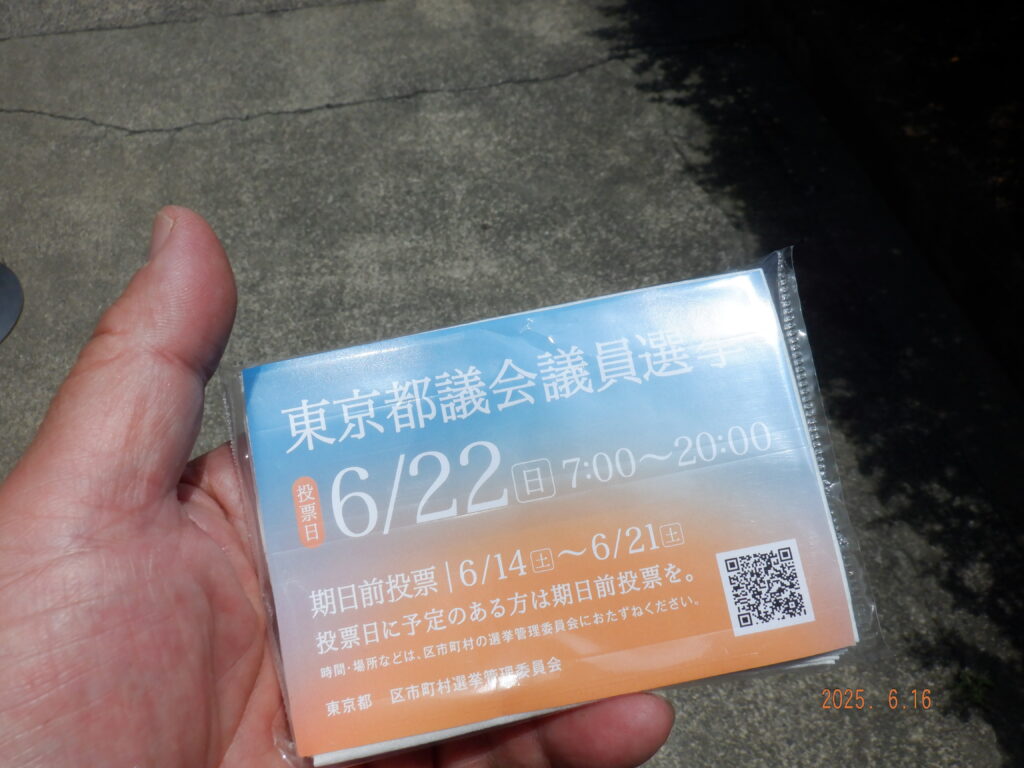 東京都議会議員選挙
投票日 6/22 日 7:00～20:00
期日前投票|6/14土～6/21土
投票日に予定のある方は期日前投票を。
時間・場所などは、区市町村の選挙管理委員会におたずねください。
東京都 区市町村選挙管理委員会
2025. 6.16